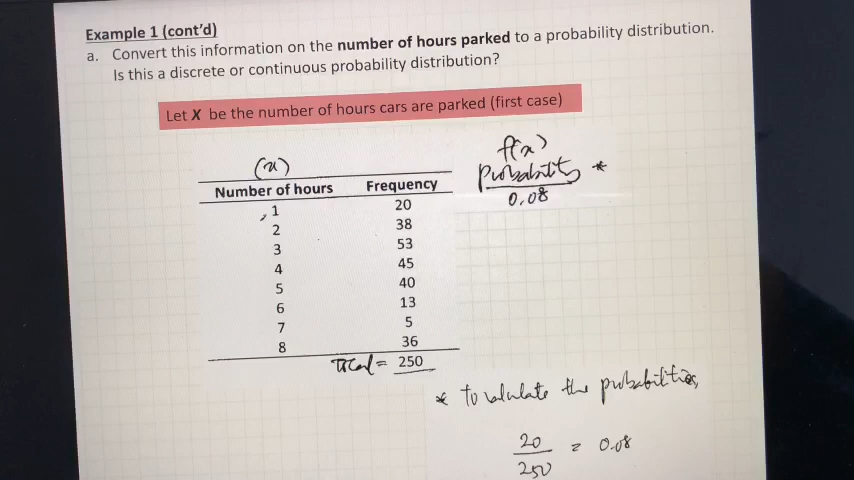 Example 1 (cont'd)
a. Convert this information on the number of hours parked to a probability distribution.
Is this a discrete or continuous probability distribution?
Let X be the number of hours cars are parked (first case)
(x) f(x)
Number of hours Frequency Probability *
1 20 0.08
2 38
3 53
4 45
5 40
6 13
7 5
8 36
Total = 250
* To calculate the probabilities,
20
250 = 0.08